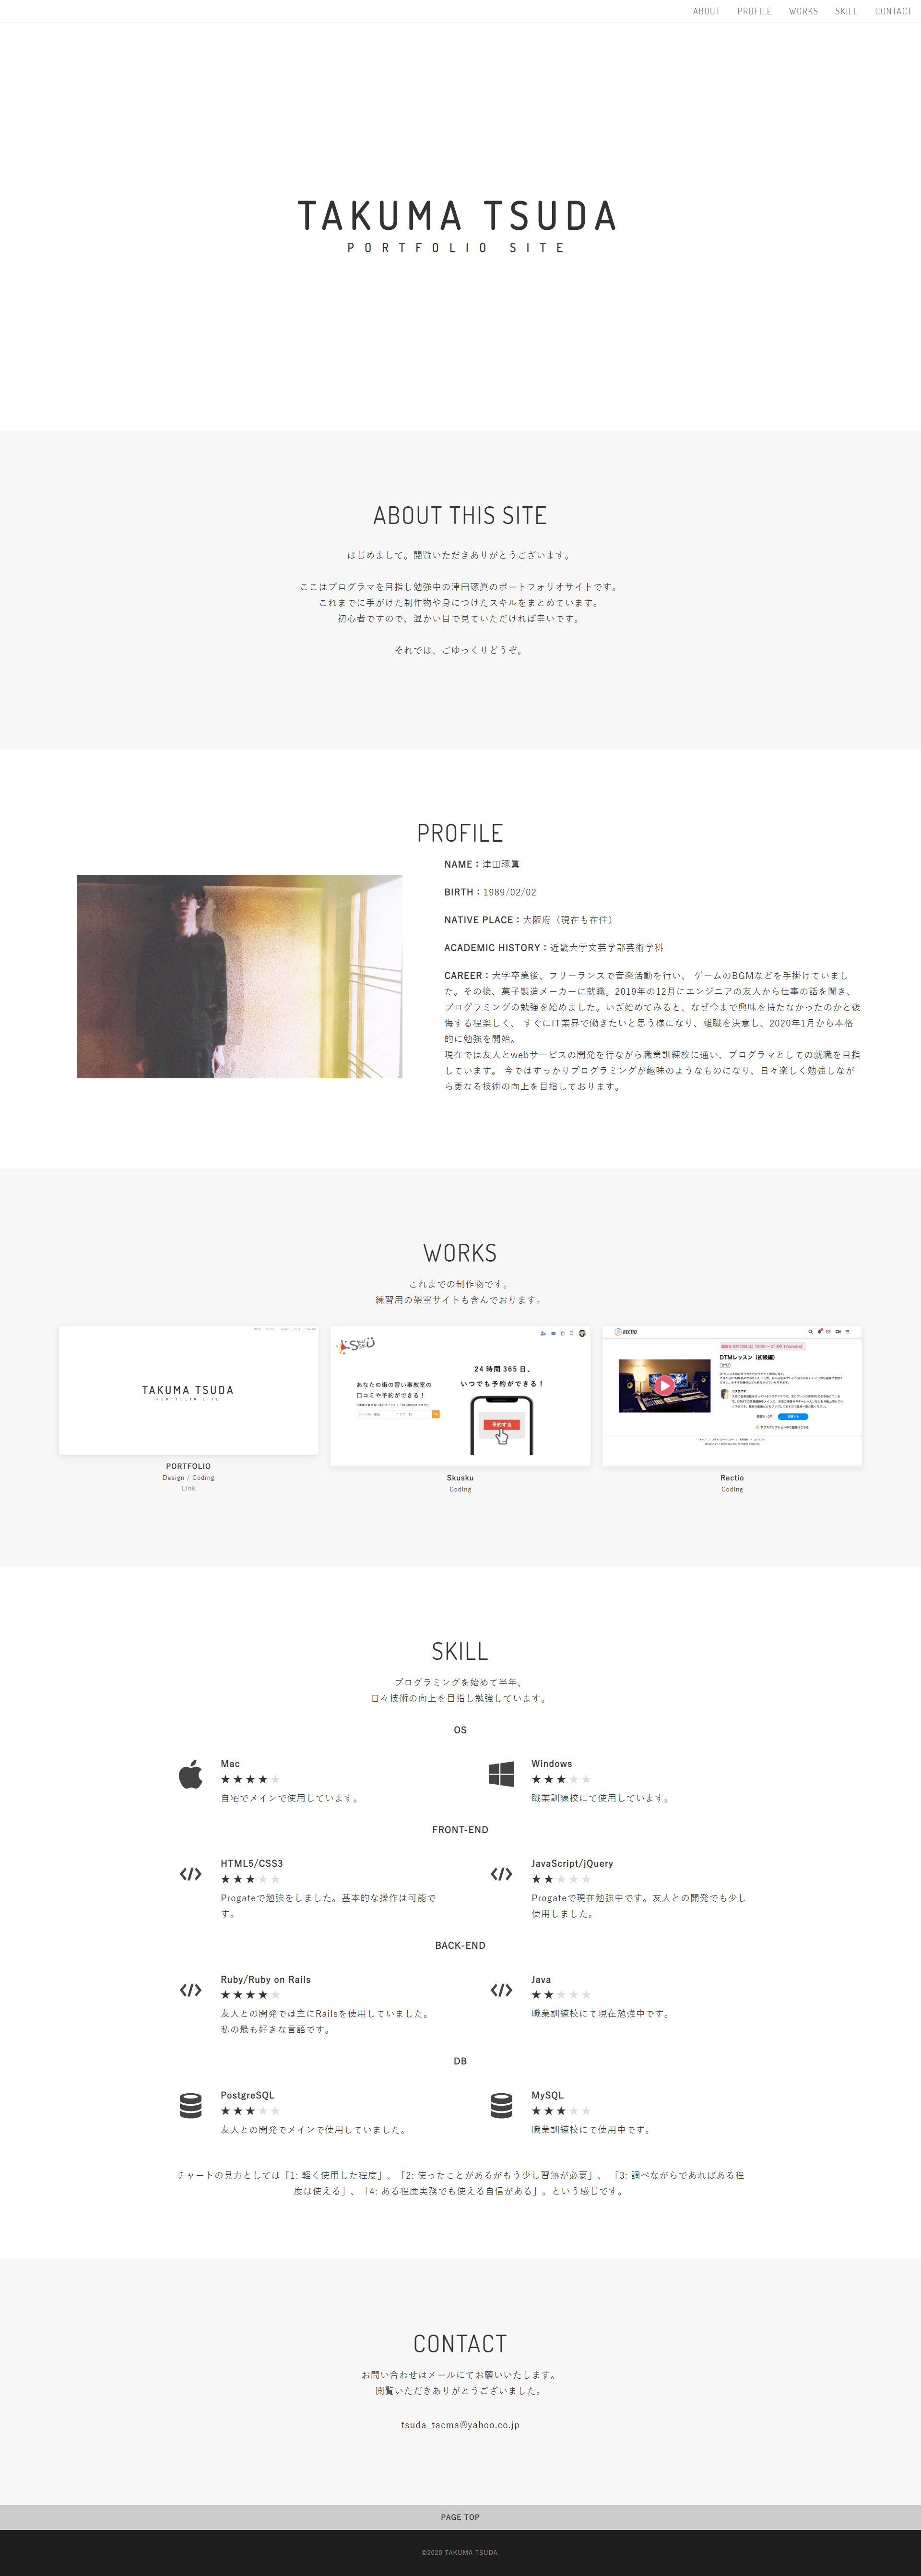 ABOUT PROFILE WORKS SKILL CONTACT
TAKUMA TSUDA
PORTFOLIO SITE
ABOUT THIS SITE
はじめまして。閲覧いただきありがとうございます。
ここはプログラマを目指し勉強中の津田琢眞のポートフォリオサイトです。
これまでに手がけた制作物や身につけたスキルをまとめています。
初心者ですので、温かい目で見ていただければ幸いです。
それでは、ごゆっくりどうぞ。
PROFILE
NAME：津田琢眞
BIRTH：1989/02/02
NATIVE PLACE：大阪府（現在も在住）
ACADEMIC HISTORY：近畿大学文芸学部芸術学科
CAREER：大学卒業後、フリーランスで音楽活動を行い、 ゲームのBGMなどを手掛けていまし
た。その後、菓子製造メーカーに就職。2019年の12月にエンジニアの友人から仕事の話を聞き、
プログラミングの勉強を始めました。いざ始めてみると、なぜ今まで興味を持たなかったのかと後
悔する程楽しく、 すぐにIT業界で働きたいと思う様になり、離職を決意し、2020年1月から本格
的に勉強を開始。
現在では友人とwebサービスの開発を行ながら職業訓練校に通い、プログラマとしての就職を目指
しています。 今ではすっかりプログラミングが趣味のようなものになり、日々楽しく勉強しなが
ら更なる技術の向上を目指しております。
WORKS
これまでの制作物です。
練習用の架空サイトも含んでおります。
TAKUMA TSUDA
PORTFOLIO SITE
PORTFOLIO
Design / Coding
Link
あなたの街の習い事教室の
口コミや予約ができる！
24時間365日、
いつでも予約ができる！
予約する
Skusku
Coding
RECTIO
DTMレッスン（初級編）
Rectio
Coding
SKILL
プログラミングを始めて半年、
日々技術の向上を目指し勉強しています。
OS
Mac
★★★★★
自宅でメインで使用しています。
Windows
★★★★★
職業訓練校にて使用しています。
FRONT-END
HTML5/CSS3
★★★★★
Progateで勉強をしました。基本的な操作は可能で
す。
JavaScript/jQuery
★★★★★
Progateで現在勉強中です。友人との開発でも少し
使用しました。
BACK-END
Ruby/Ruby on Rails
★★★★★
友人との開発では主にRailsを使用していました。
私の最も好きな言語です。
Java
★★★★★
職業訓練校にて現在勉強中です。
DB
PostgreSQL
★★★★★
友人との開発でメインで使用していました。
MySQL
★★★★★
職業訓練校にて使用中です。
チャートの見方としては「1: 軽く使用した程度」、「2: 使ったことがあるがもう少し習熟が必要」、 「3: 調べながらであればある程
度は使える」、「4: ある程度実務でも使える自信がある」。という感じです。
CONTACT
お問い合わせはメールにてお願いいたします。
閲覧いただきありがとうございました。
tsuda_tacma@yahoo.co.jp
PAGE TOP
©2020 TAKUMA TSUDA.